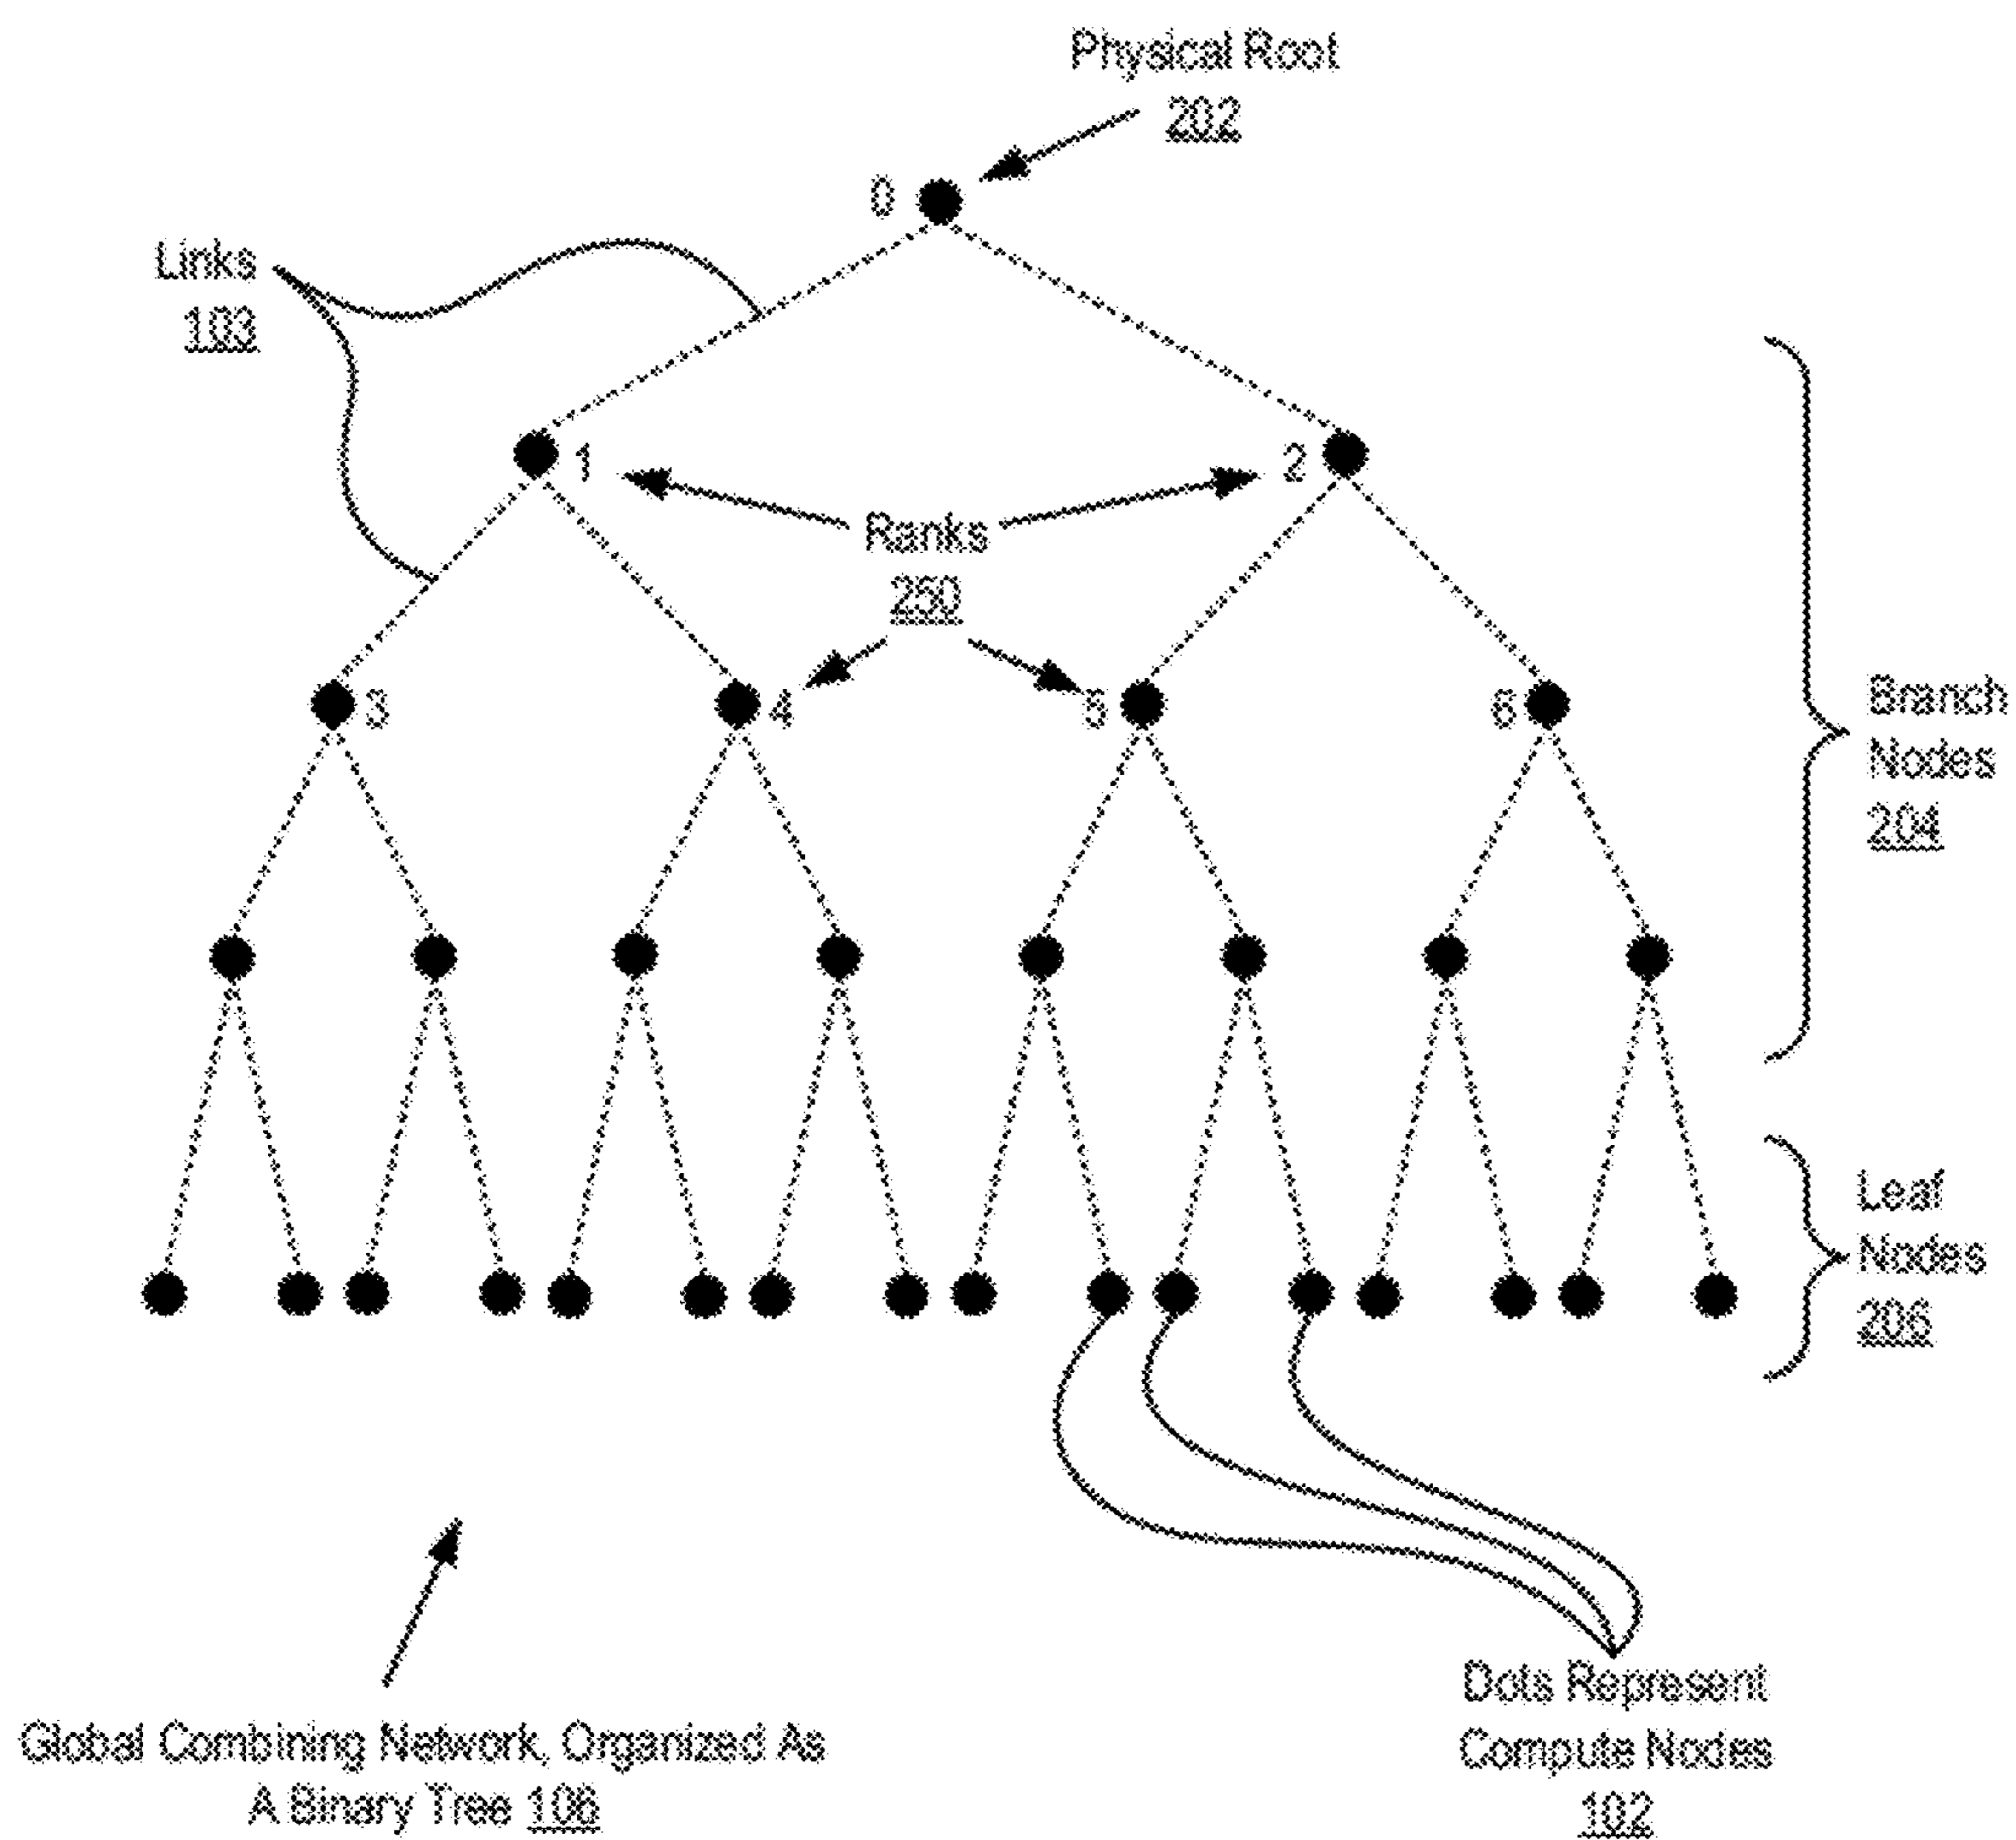 Physical Root
202
0
Links
103
1
2
Ranks
250
3
4
5
6
Branch
Nodes
204
Leaf
Nodes
206
Dots Represent
Compute Nodes
102
Global Combining Network, Organized As
A Binary Tree 106